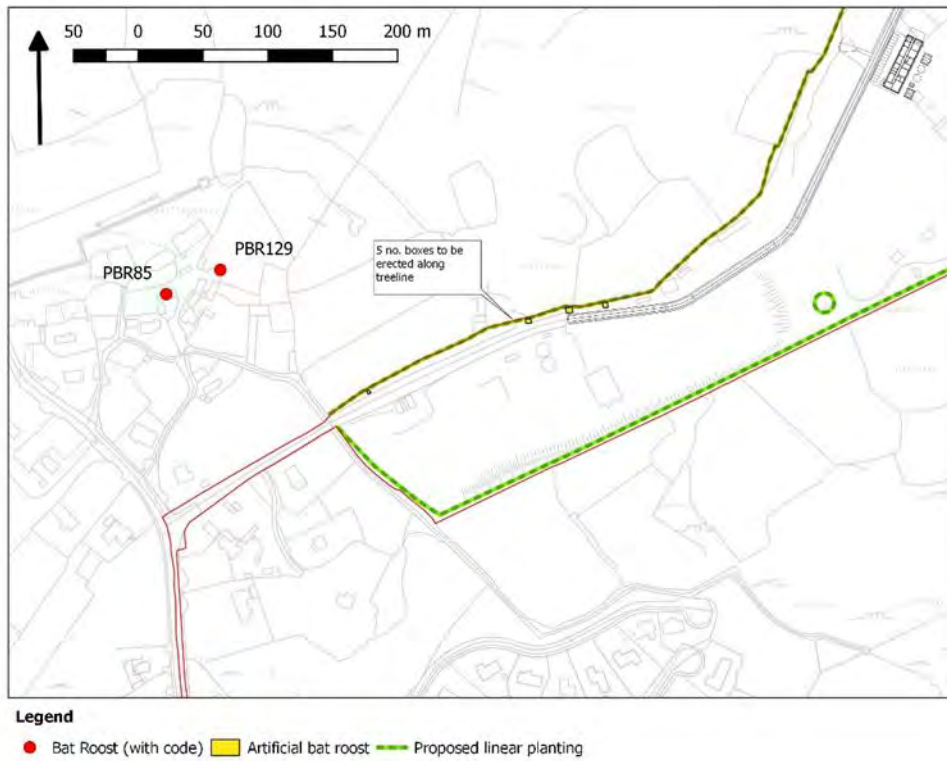 50 0 50 100 150 200 m
PBR129
PBR85
5 no. boxes to be
erected along
treeline
Legend
Bat Roost (with code) Artificial bat roost Proposed linear planting